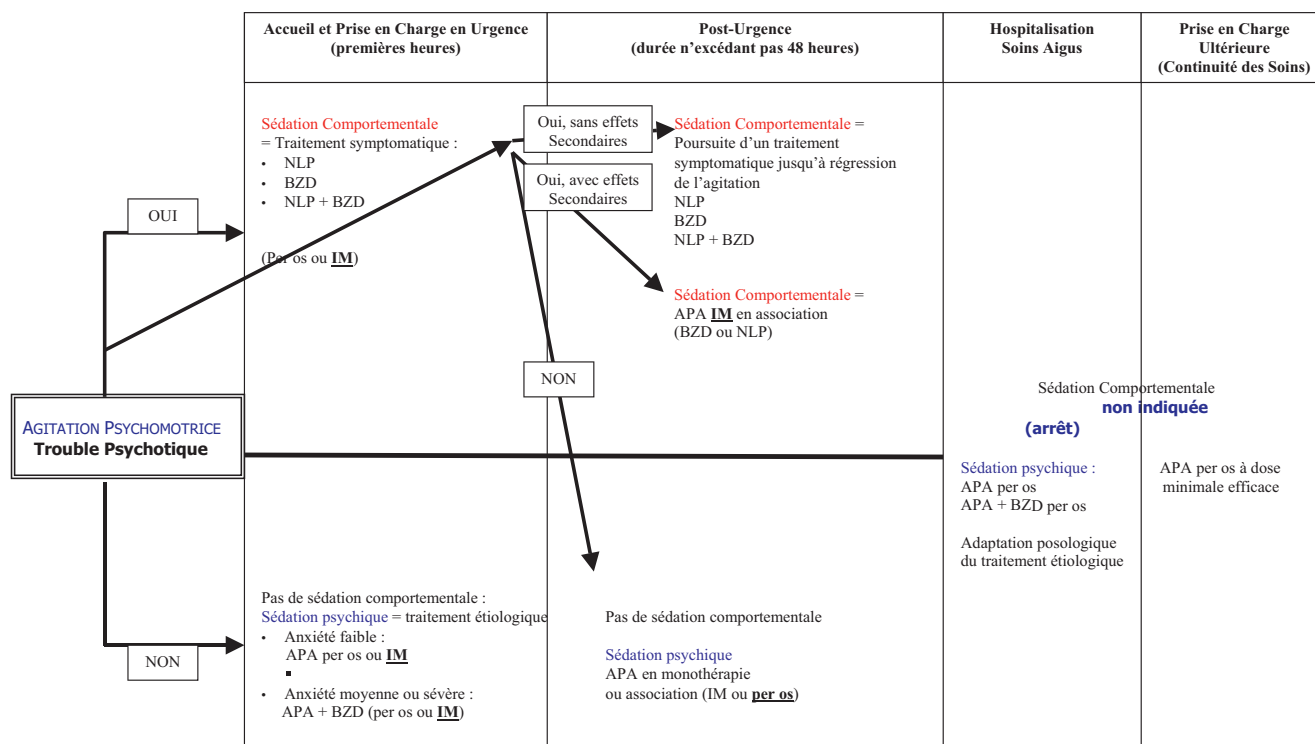 Accueil et Prise en Charge en Urgence
(premières heures)
Post-Urgence
(durée n’excédant pas 48 heures)
Hospitalisation
Soins Aigus
Prise en Charge
Ultérieure
(Continuité des Soins)
Sédation Comportementale
= Traitement symptomatique :
• NLP
• BZD
• NLP + BZD
(Per os ou IM)
OUI
Oui, sans effets
Secondaires
Oui, avec effets
Secondaires
Sédation Comportementale =
Poursuite d’un traitement
symptomatique jusqu’à régression
de l’agitation
NLP
BZD
NLP + BZD
Sédation Comportementale =
APA IM en association
(BZD ou NLP)
NON
AGITATION PSYCHOMOTRICE
Trouble Psychotique
Sédation Comportementale
non indiquée
(arrêt)
Sédation psychique :
APA per os
APA + BZD per os
Adaptation posologique
du traitement étiologique
APA per os à dose
minimale efficace
NON
Pas de sédation comportementale :
Sédation psychique = traitement étiologique
• Anxiété faible :
APA per os ou IM
▪
• Anxiété moyenne ou sévère :
APA + BZD (per os ou IM)
Pas de sédation comportementale
Sédation psychique
APA en monothérapie
ou association (IM ou per os)